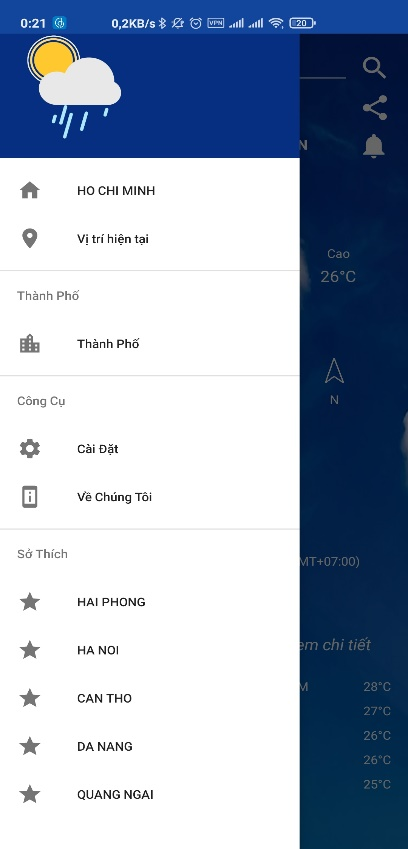 0:21
0,2KB/s
VPN
20
HO CHI MINH
Vị trí hiện tại
Thành Phố
Thành Phố
Công Cụ
Cài Đặt
Về Chúng Tôi
Sở Thích
HAI PHONG
HA NOI
CAN THO
DA NANG
QUANG NGAI
N
Cao
26°C
N
MT+07:00)
em chi tiết
M
28°C
27°C
26°C
26°C
25°C